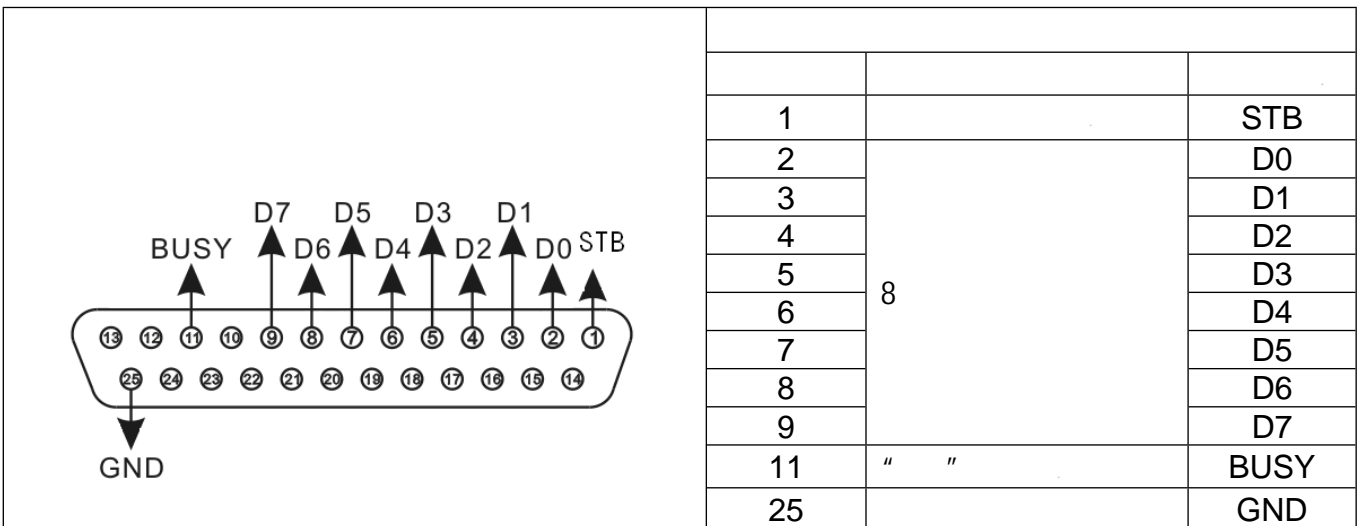 D7 D5 D3 D1
BUSY D6 D4 D2 D0 STB
13 12 11 10 9 8 7 6 5 4 3 2 1
25 24 23 22 21 20 19 18 17 16 15 14
GND
1 STB
2 D0
3 D1
4 D2
5 D3
8
6 D4
7 D5
8 D6
9 D7
11 “ ” BUSY
25 GND